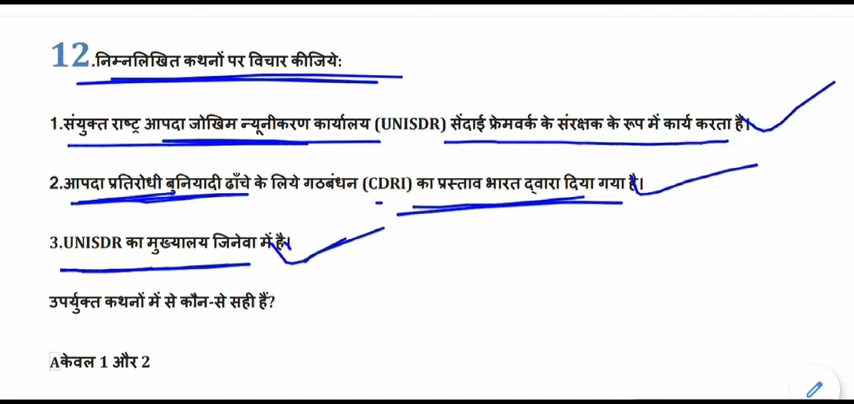 12.निम्नलिखित कथनों पर विचार कीजिये:
1.संयुक्त राष्ट्र आपदा जोखिम न्यूनीकरण कार्यालय (UNISDR) सेंदाई फ्रेमवर्क के संरक्षक के रूप में कार्य करता है।
2.आपदा प्रतिरोधी बुनियादी ढाँचे के लिये गठबंधन (CDRI) का प्रस्ताव भारत द्वारा दिया गया है।
3.UNISDR का मुख्यालय जिनेवा में है।
उपर्युक्त कथनों में से कौन-से सही हैं?
Aकेवल 1 और 2